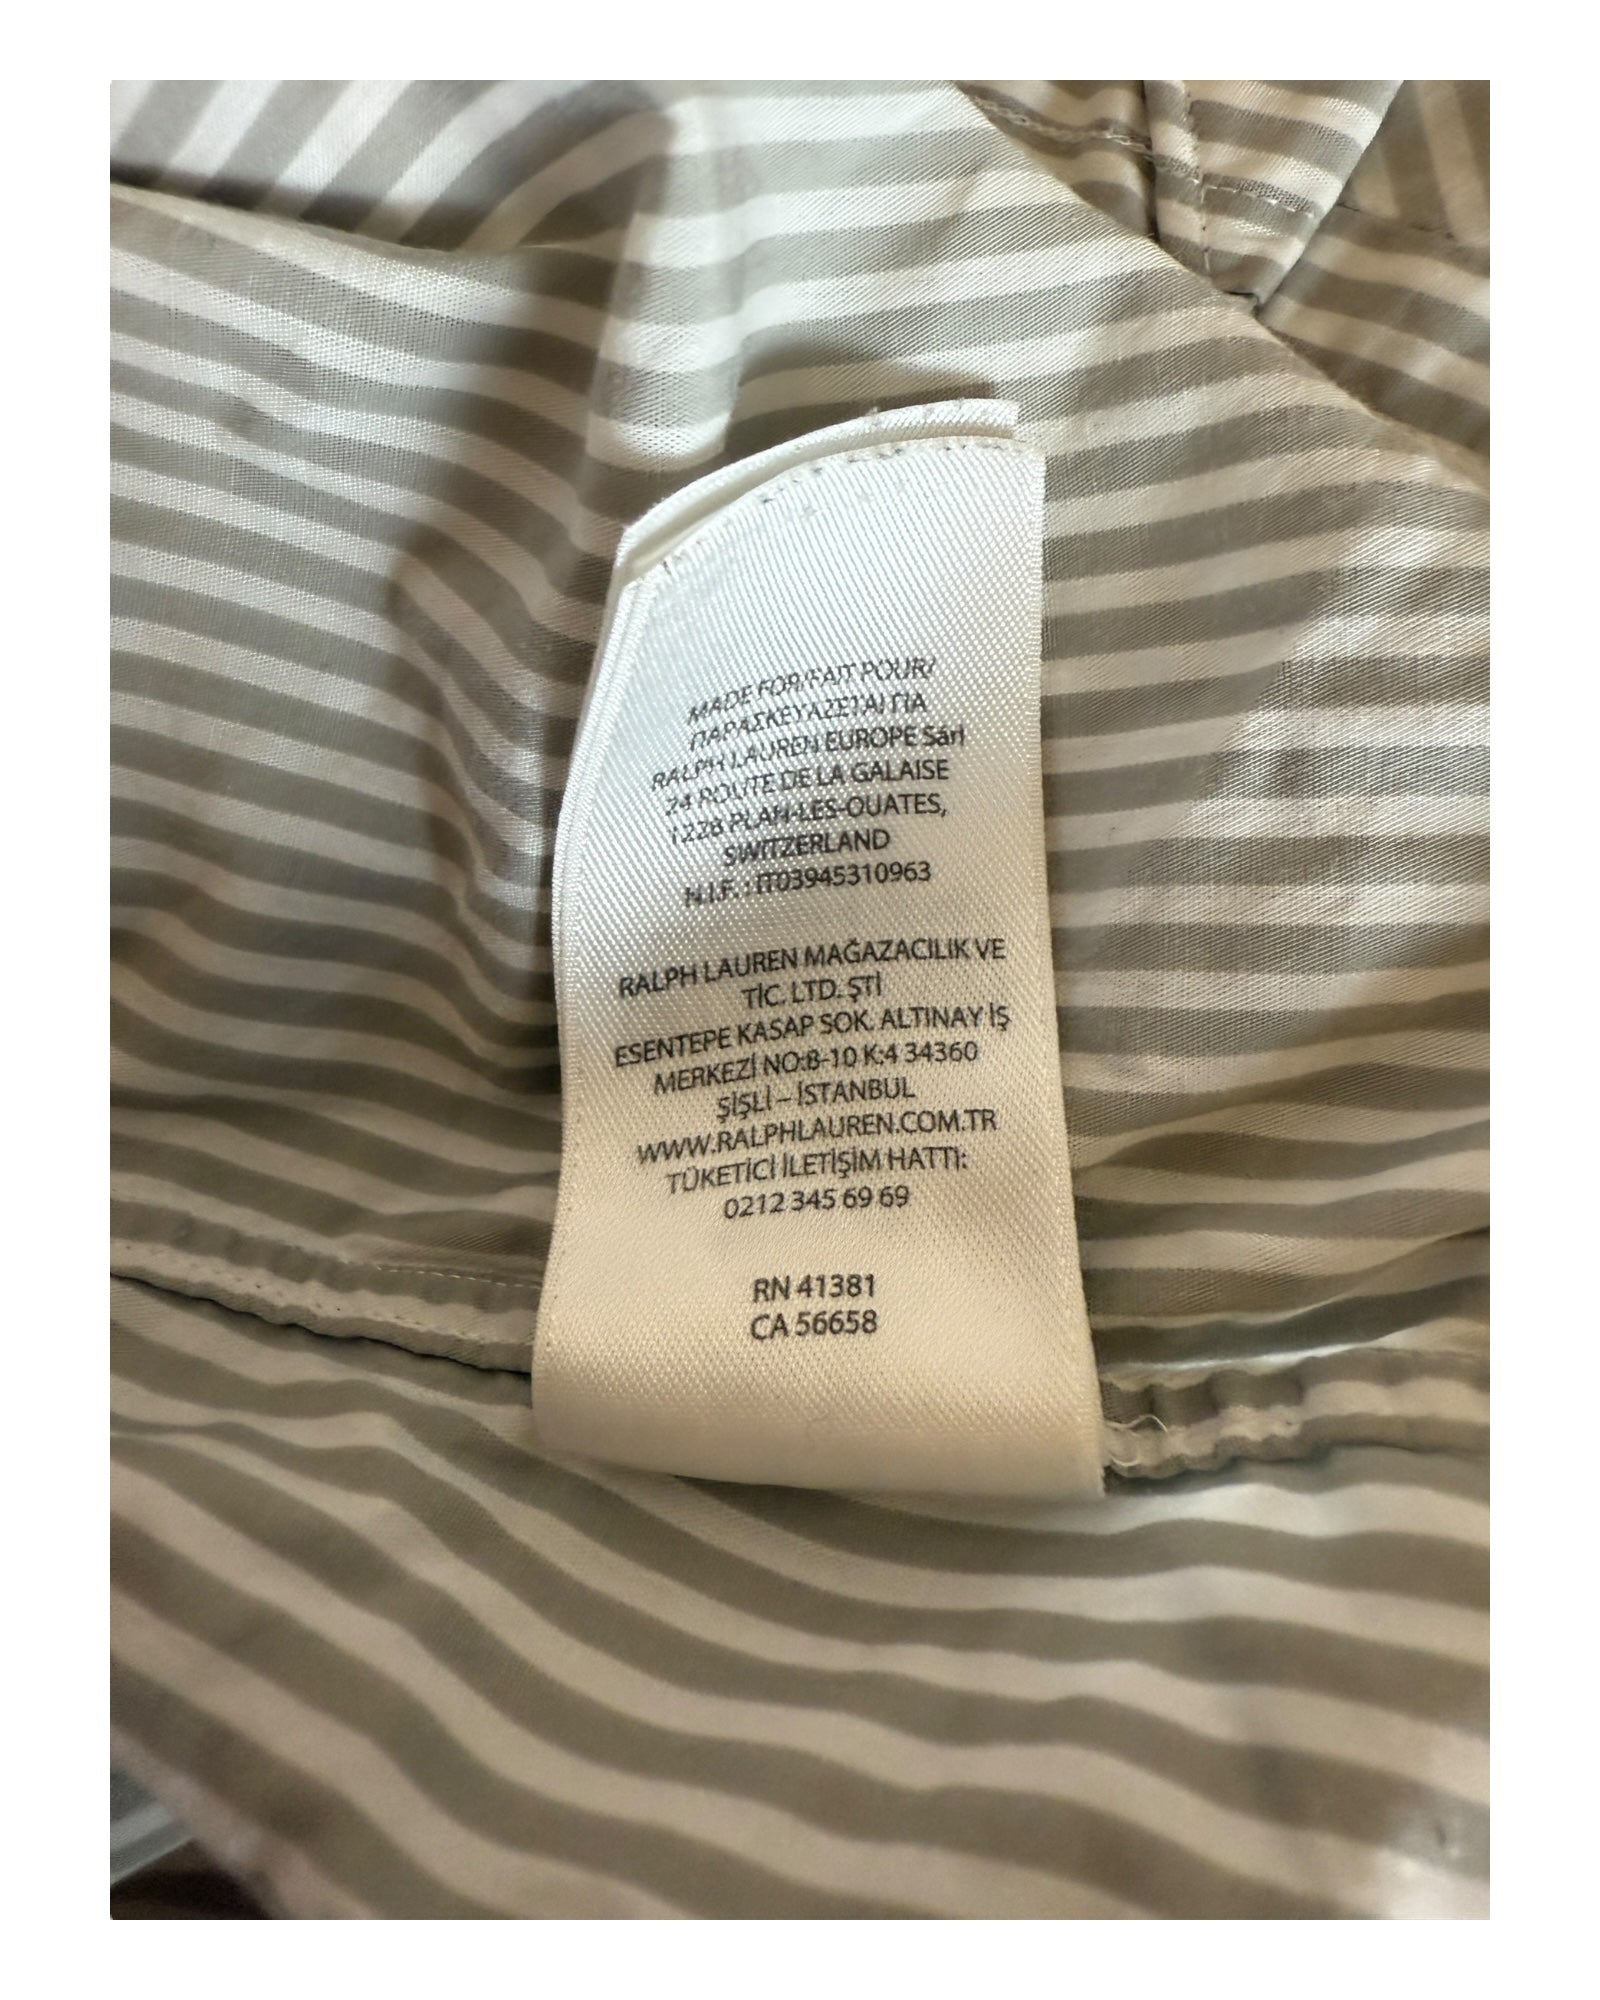 MADE FOR/FAIT POUR/
ΠΑΡΑΣΚΕΥΑΖΕΤΑΙ ΓΙΑ
RALPH LAUREN EUROPE Sàrl
24 ROUTE DE LA GALAISE
1228 PLAN-LES-OUATES,
SWITZERLAND
N.I.F. : IT03945310963
RALPH LAUREN MAĞAZACILIK VE
TİC. LTD. ŞTİ
ESENTEPE KASAP SOK. ALTINAY İŞ
MERKEZİ NO:8-10 K:4 34360
ŞİŞLİ – İSTANBUL
WWW.RALPHLAUREN.COM.TR
TÜKETİCİ İLETİŞİM HATTI:
0212 345 69 69
RN 41381
CA 56658